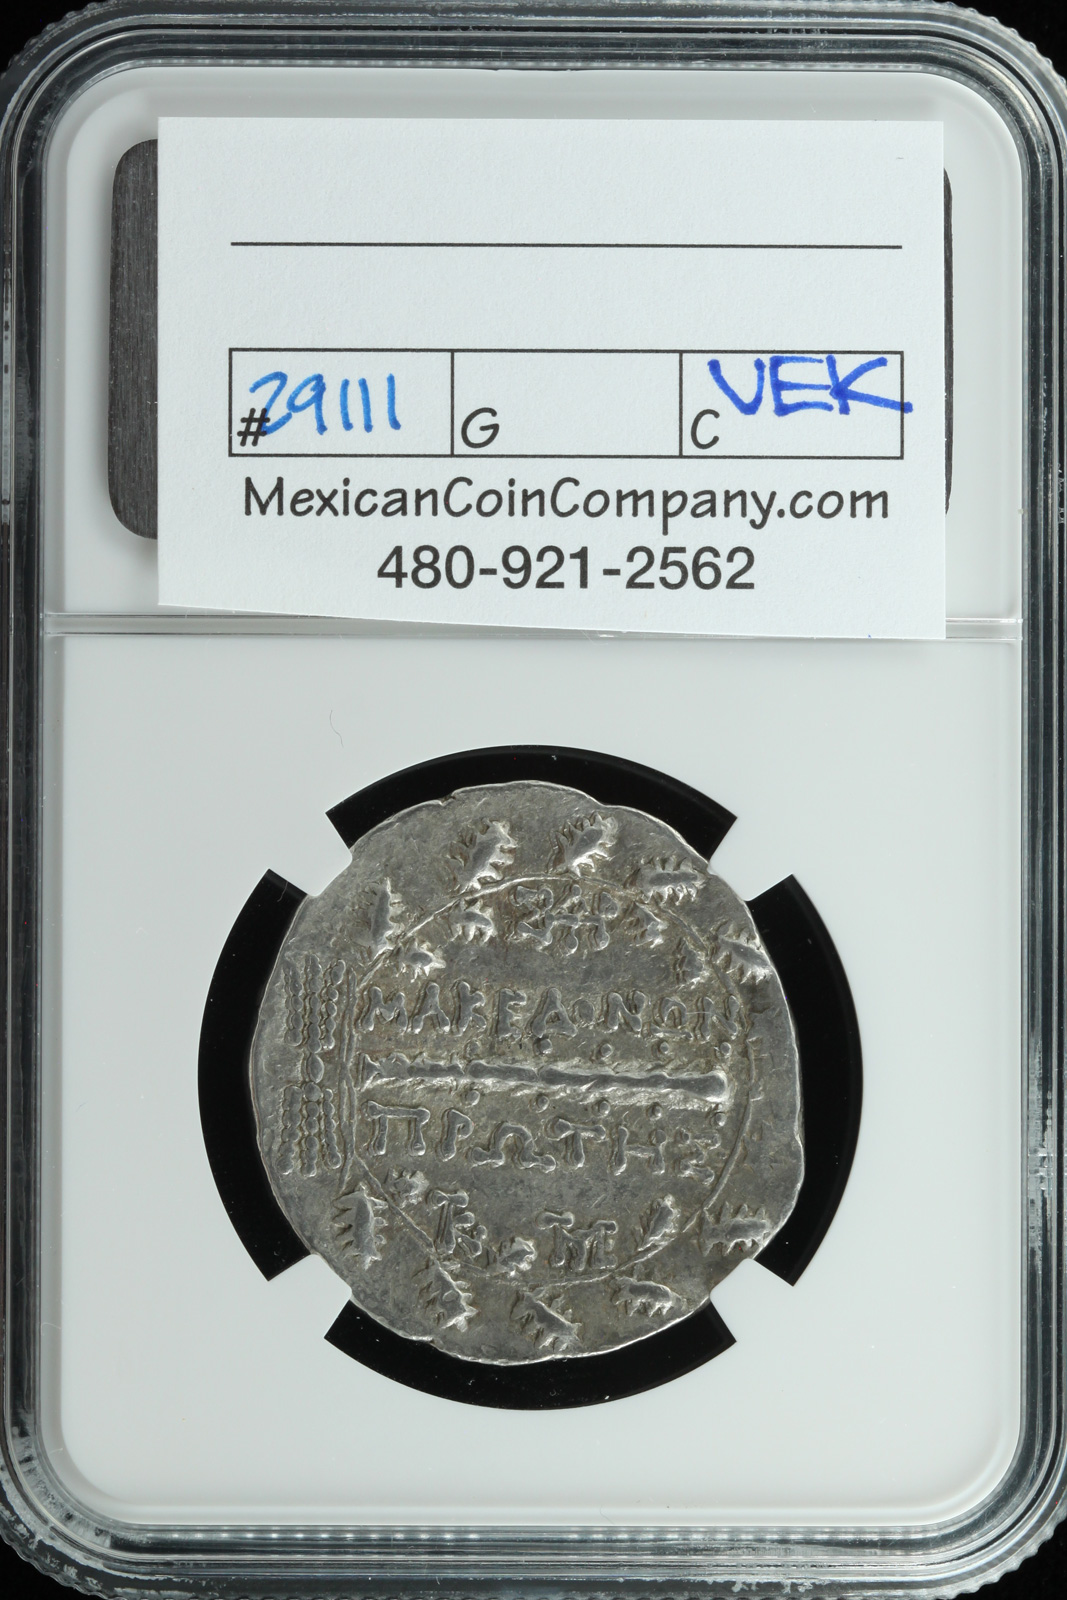 #29111 G C VEK
MexicanCoinCompany.com
480-921-2562
ΜΑΚΕΔΟΝΩΝ
ΠΡΩΤΗΣ